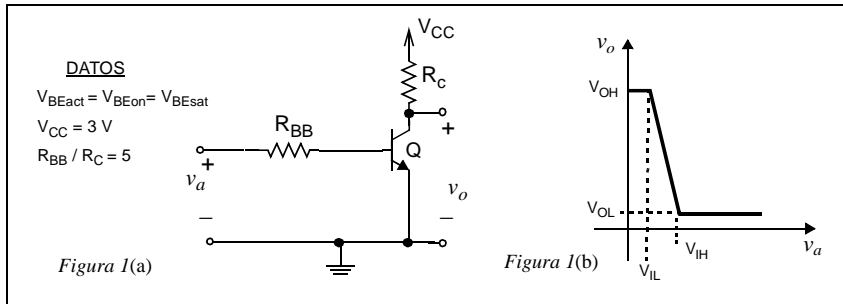 DATOS
V_BEact = V_BEon = V_BEsat
V_CC = 3 V
R_BB / R_C = 5
V_CC
R_C
+
R_BB
Q
+
v_a
v_o
–
–
Figura 1(a)
v_o
V_OH
V_OL
V_IL
V_IH
v_a
Figura 1(b)